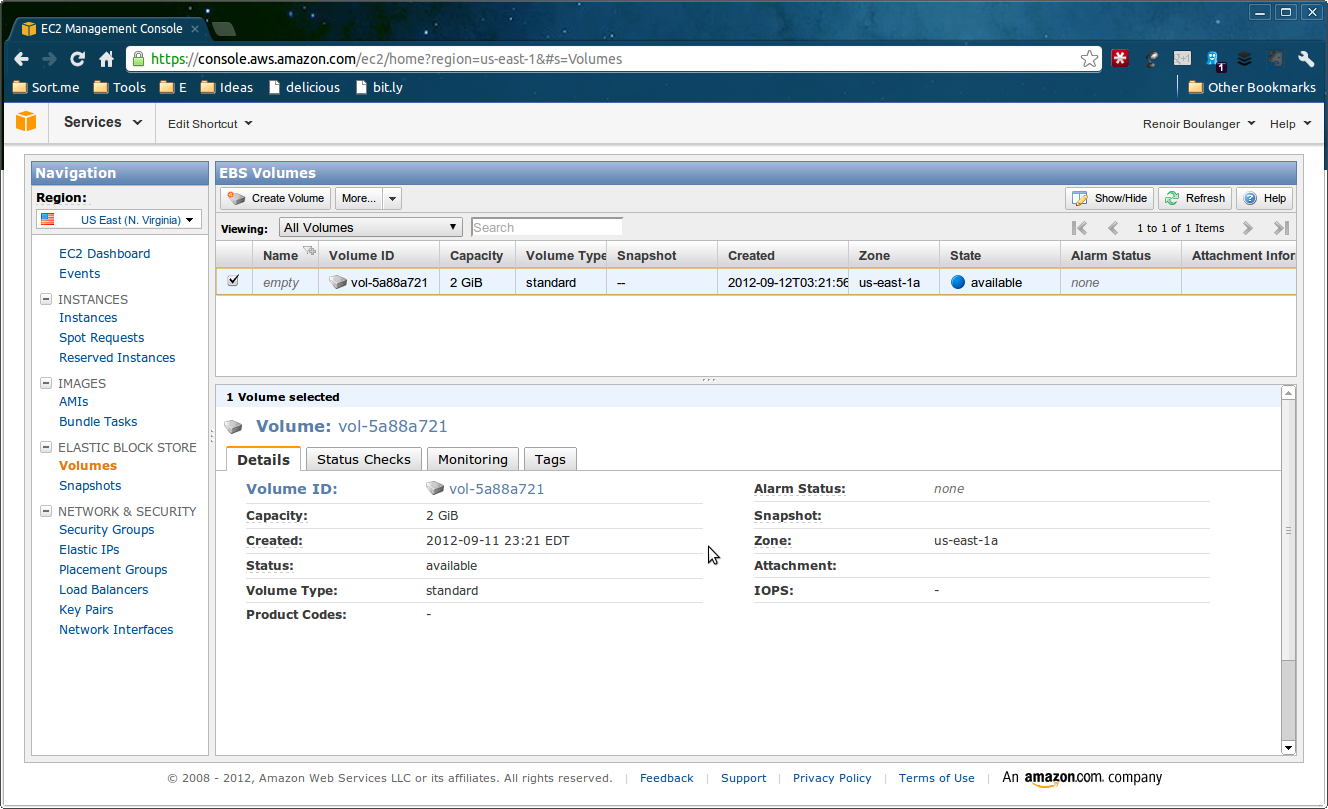 EC2 Management Console
https://console.aws.amazon.com/ec2/home?region=us-east-1&#s=Volumes
1
Sort.me Tools E Ideas delicious bit.ly Other Bookmarks
Services Edit Shortcut Renoir Boulanger Help
Navigation
Region:
US East (N. Virginia)
EC2 Dashboard
Events
INSTANCES
Instances
Spot Requests
Reserved Instances
IMAGES
AMIs
Bundle Tasks
ELASTIC BLOCK STORE
Volumes
Snapshots
NETWORK & SECURITY
Security Groups
Elastic IPs
Placement Groups
Load Balancers
Key Pairs
Network Interfaces
EBS Volumes
Create Volume More... Show/Hide Refresh Help
Viewing: All Volumes Search 1 to 1 of 1 Items
Name Volume ID Capacity Volume Type Snapshot Created Zone State Alarm Status Attachment Infor
empty vol-5a88a721 2 GiB standard -- 2012-09-12T03:21:56 us-east-1a available none
1 Volume selected
Volume: vol-5a88a721
Details Status Checks Monitoring Tags
Volume ID: vol-5a88a721
Capacity: 2 GiB
Created: 2012-09-11 23:21 EDT
Status: available
Volume Type: standard
Product Codes: -
Alarm Status: none
Snapshot:
Zone: us-east-1a
Attachment:
IOPS: -
© 2008 - 2012, Amazon Web Services LLC or its affiliates. All rights reserved. | Feedback | Support | Privacy Policy | Terms of Use | An amazon.com. company